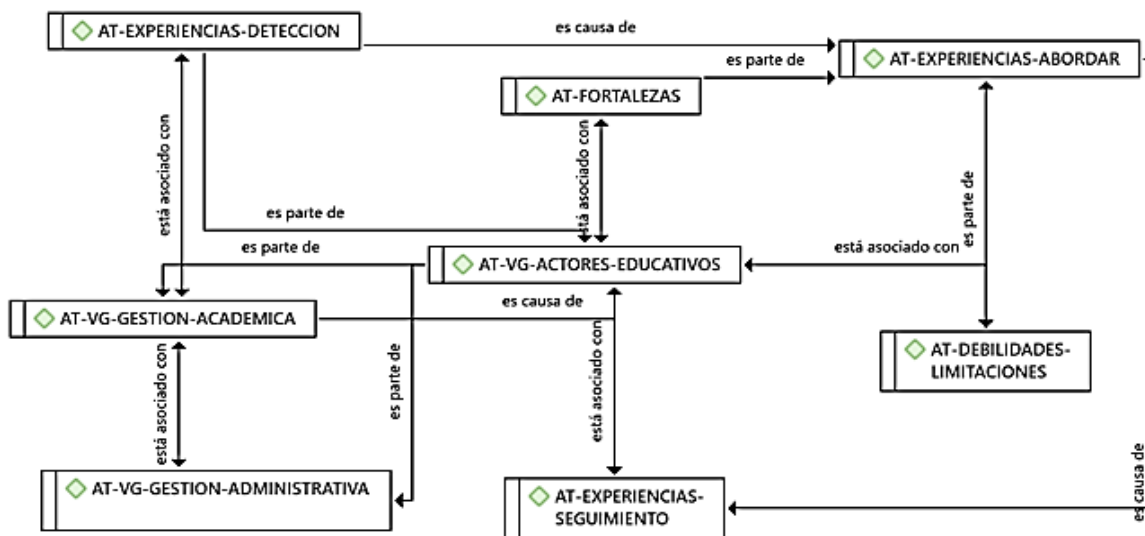 AT-EXPERIENCIAS-DETECCION
es causa de
AT-EXPERIENCIAS-ABORDAR
es parte de
AT-FORTALEZAS
está asociado con
está asociado con
es parte de
es parte de
es parte de
está asociado con
AT-VG-ACTORES-EDUCATIVOS
es causa de
AT-VG-GESTION-ACADEMICA
está asociado con
es parte de
está asociado con
AT-DEBILIDADES-
LIMITACIONES
AT-VG-GESTION-ADMINISTRATIVA
AT-EXPERIENCIAS-
SEGUIMIENTO
es causa de